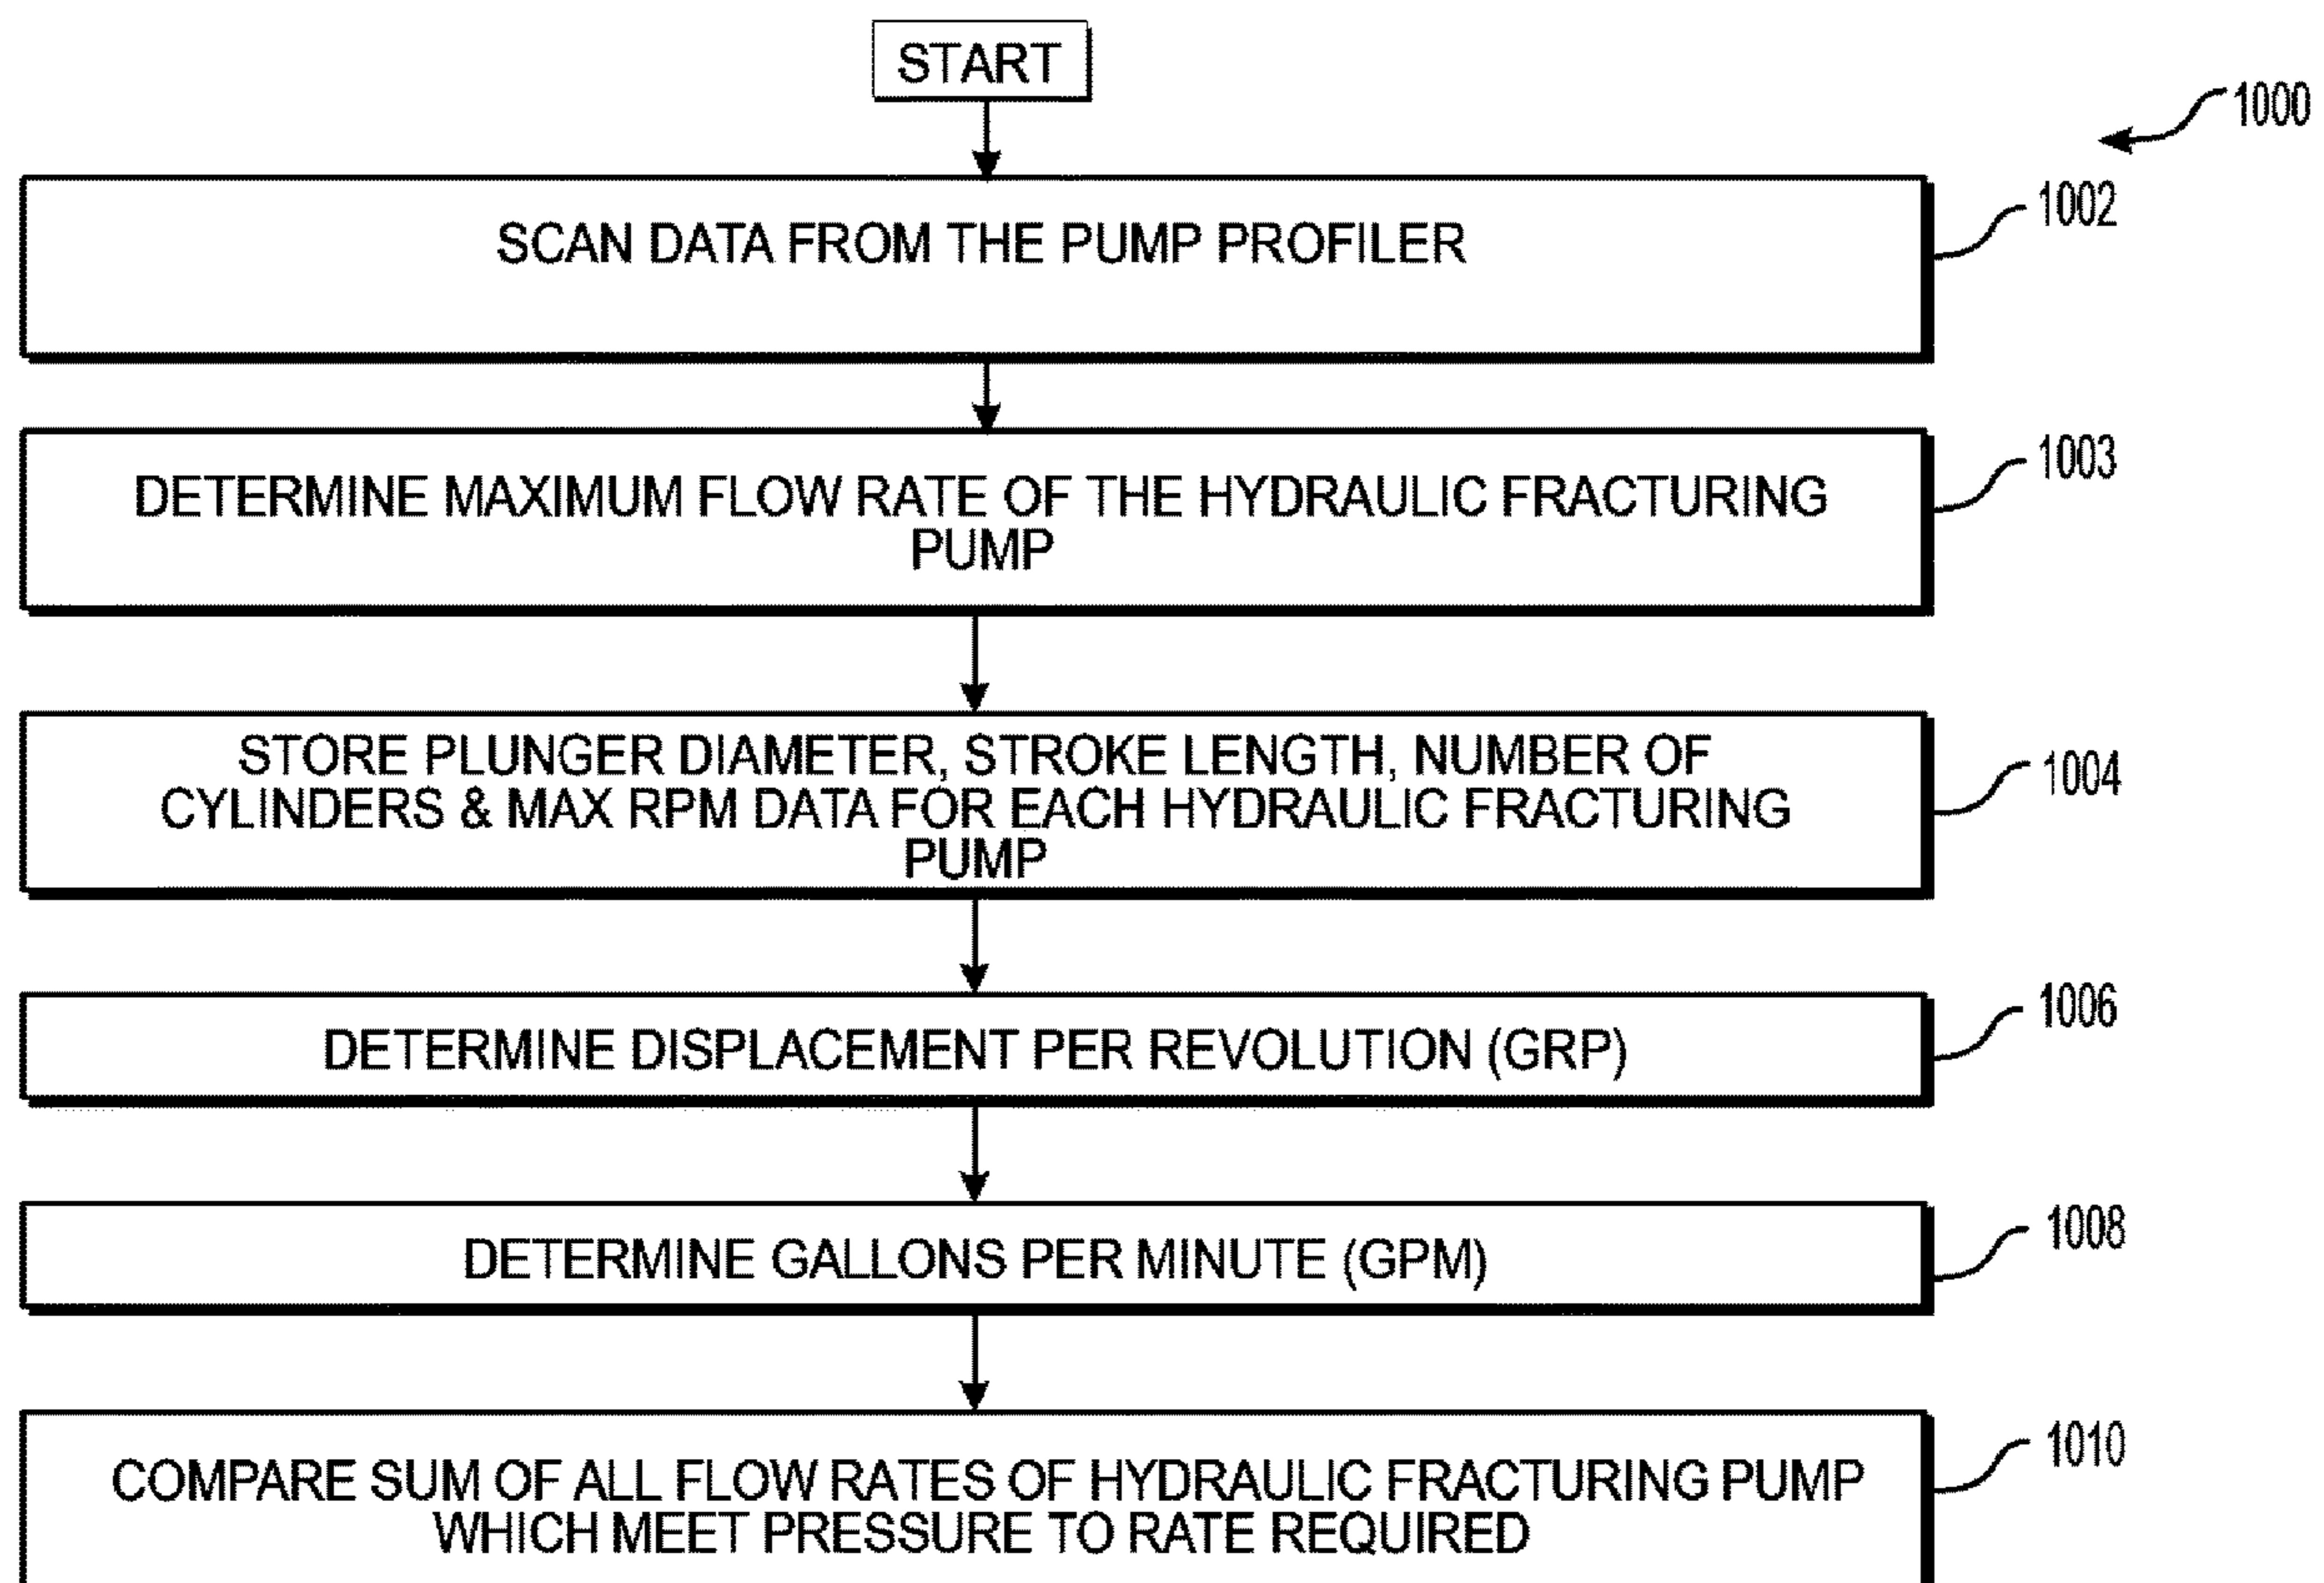 START
1000
SCAN DATA FROM THE PUMP PROFILER
1002
DETERMINE MAXIMUM FLOW RATE OF THE HYDRAULIC FRACTURING
PUMP
1003
STORE PLUNGER DIAMETER, STROKE LENGTH, NUMBER OF
CYLINDERS & MAX RPM DATA FOR EACH HYDRAULIC FRACTURING
PUMP
1004
DETERMINE DISPLACEMENT PER REVOLUTION (GRP)
1006
DETERMINE GALLONS PER MINUTE (GPM)
1008
COMPARE SUM OF ALL FLOW RATES OF HYDRAULIC FRACTURING PUMP
WHICH MEET PRESSURE TO RATE REQUIRED
1010